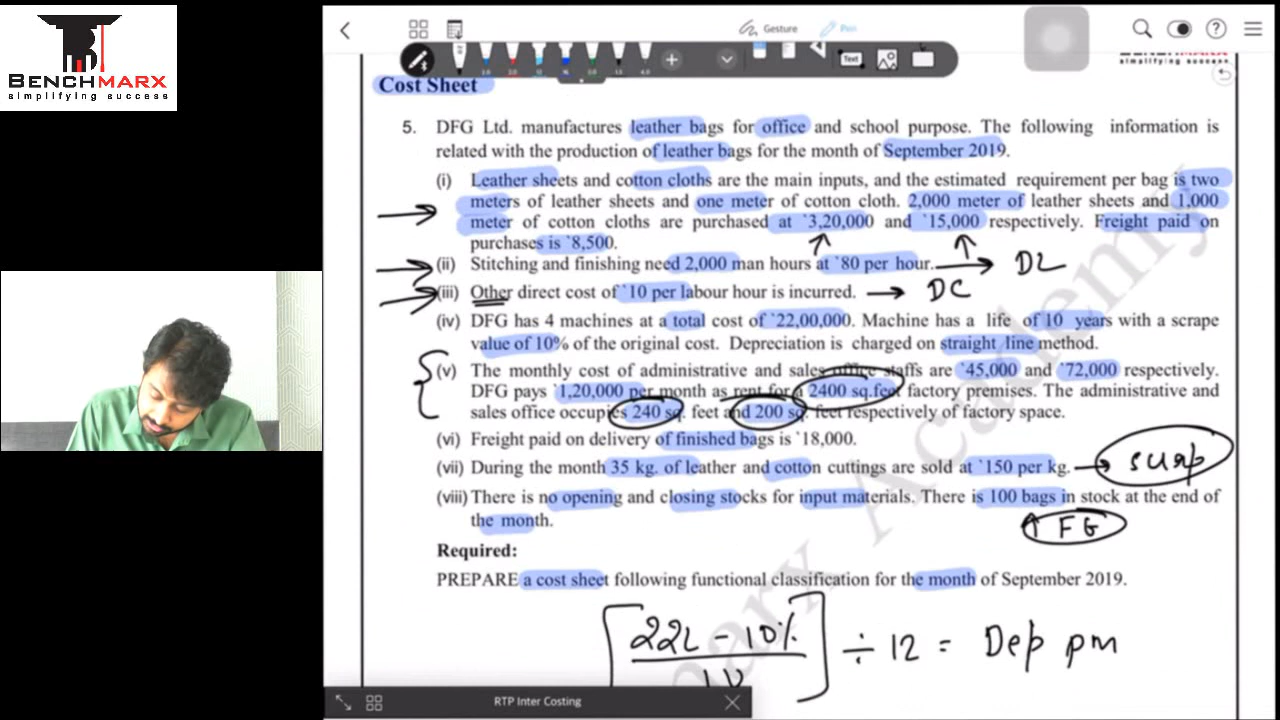 BENCHMARX
simplifying success
Gesture
Pen
Text
simplifying success
Cost Sheet
5. DFG Ltd. manufactures leather bags for office and school purpose. The following information is
related with the production of leather bags for the month of September 2019.
(i) Leather sheets and cotton cloths are the main inputs, and the estimated requirement per bag is two
meters of leather sheets and one meter of cotton cloth. 2,000 meter of leather sheets and 1,000
meter of cotton cloths are purchased at `3,20,000 and `15,000 respectively. Freight paid on
purchases is `8,500.
(ii) Stitching and finishing need 2,000 man hours at `80 per hour. → DL
(iii) Other direct cost of `10 per labour hour is incurred. → DC
(iv) DFG has 4 machines at a total cost of `22,00,000. Machine has a life of 10 years with a scrape
value of 10% of the original cost. Depreciation is charged on straight line method.
(v) The monthly cost of administrative and sales office staffs are `45,000 and `72,000 respectively.
DFG pays `1,20,000 per month as rent for a 2400 sq.feet factory premises. The administrative and
sales office occupies 240 sq. feet and 200 sq. feet respectively of factory space.
(vi) Freight paid on delivery of finished bags is `18,000.
(vii) During the month 35 kg. of leather and cotton cuttings are sold at `150 per kg. → scrap
(viii) There is no opening and closing stocks for input materials. There is 100 bags in stock at the end of
the month.
↑ FG
Required:
PREPARE a cost sheet following functional classification for the month of September 2019.
[22L - 10% / 10] ÷ 12 = Dep pm
marx Academy
RTP Inter Costing